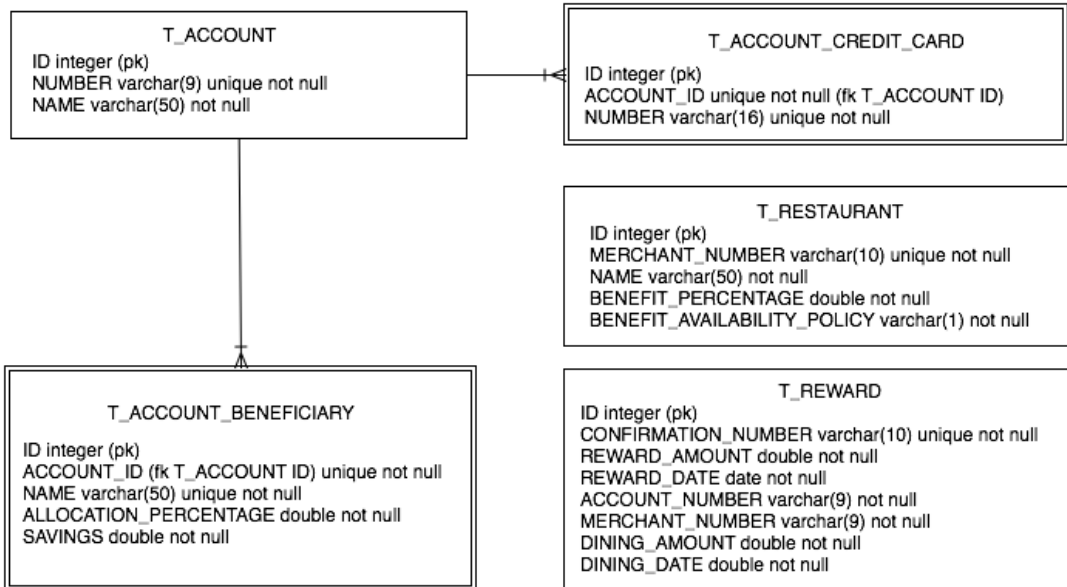 T_ACCOUNT
ID integer (pk)
NUMBER varchar(9) unique not null
NAME varchar(50) not null
T_ACCOUNT_CREDIT_CARD
ID integer (pk)
ACCOUNT_ID unique not null (fk T_ACCOUNT ID)
NUMBER varchar(16) unique not null
T_RESTAURANT
ID integer (pk)
MERCHANT_NUMBER varchar(10) unique not null
NAME varchar(50) not null
BENEFIT_PERCENTAGE double not null
BENEFIT_AVAILABILITY_POLICY varchar(1) not null
T_ACCOUNT_BENEFICIARY
ID integer (pk)
ACCOUNT_ID (fk T_ACCOUNT ID) unique not null
NAME varchar(50) unique not null
ALLOCATION_PERCENTAGE double not null
SAVINGS double not null
T_REWARD
ID integer (pk)
CONFIRMATION_NUMBER varchar(10) unique not null
REWARD_AMOUNT double not null
REWARD_DATE date not null
ACCOUNT_NUMBER varchar(9) not null
MERCHANT_NUMBER varchar(9) not null
DINING_AMOUNT double not null
DINING_DATE double not null